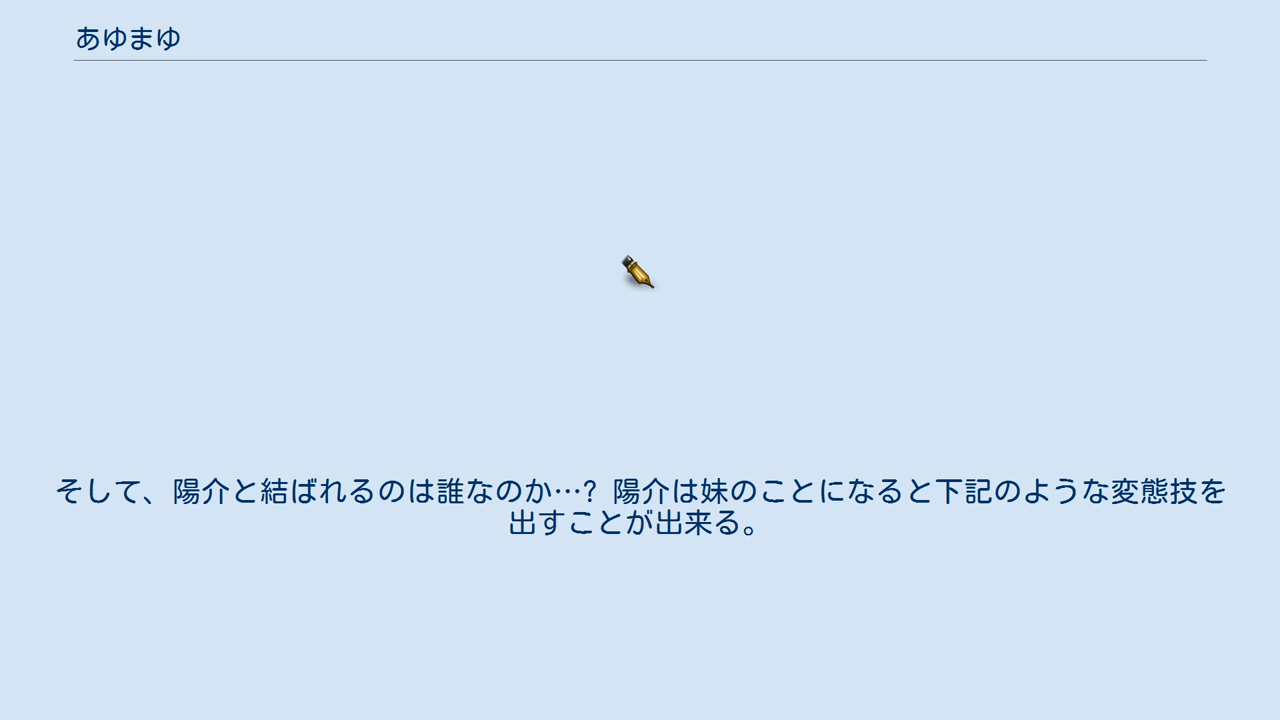 あゆまゆ
そして、陽介と結ばれるのは誰なのか…? 陽介は妹のことになると下記のような変態技を
出すことが出来る。